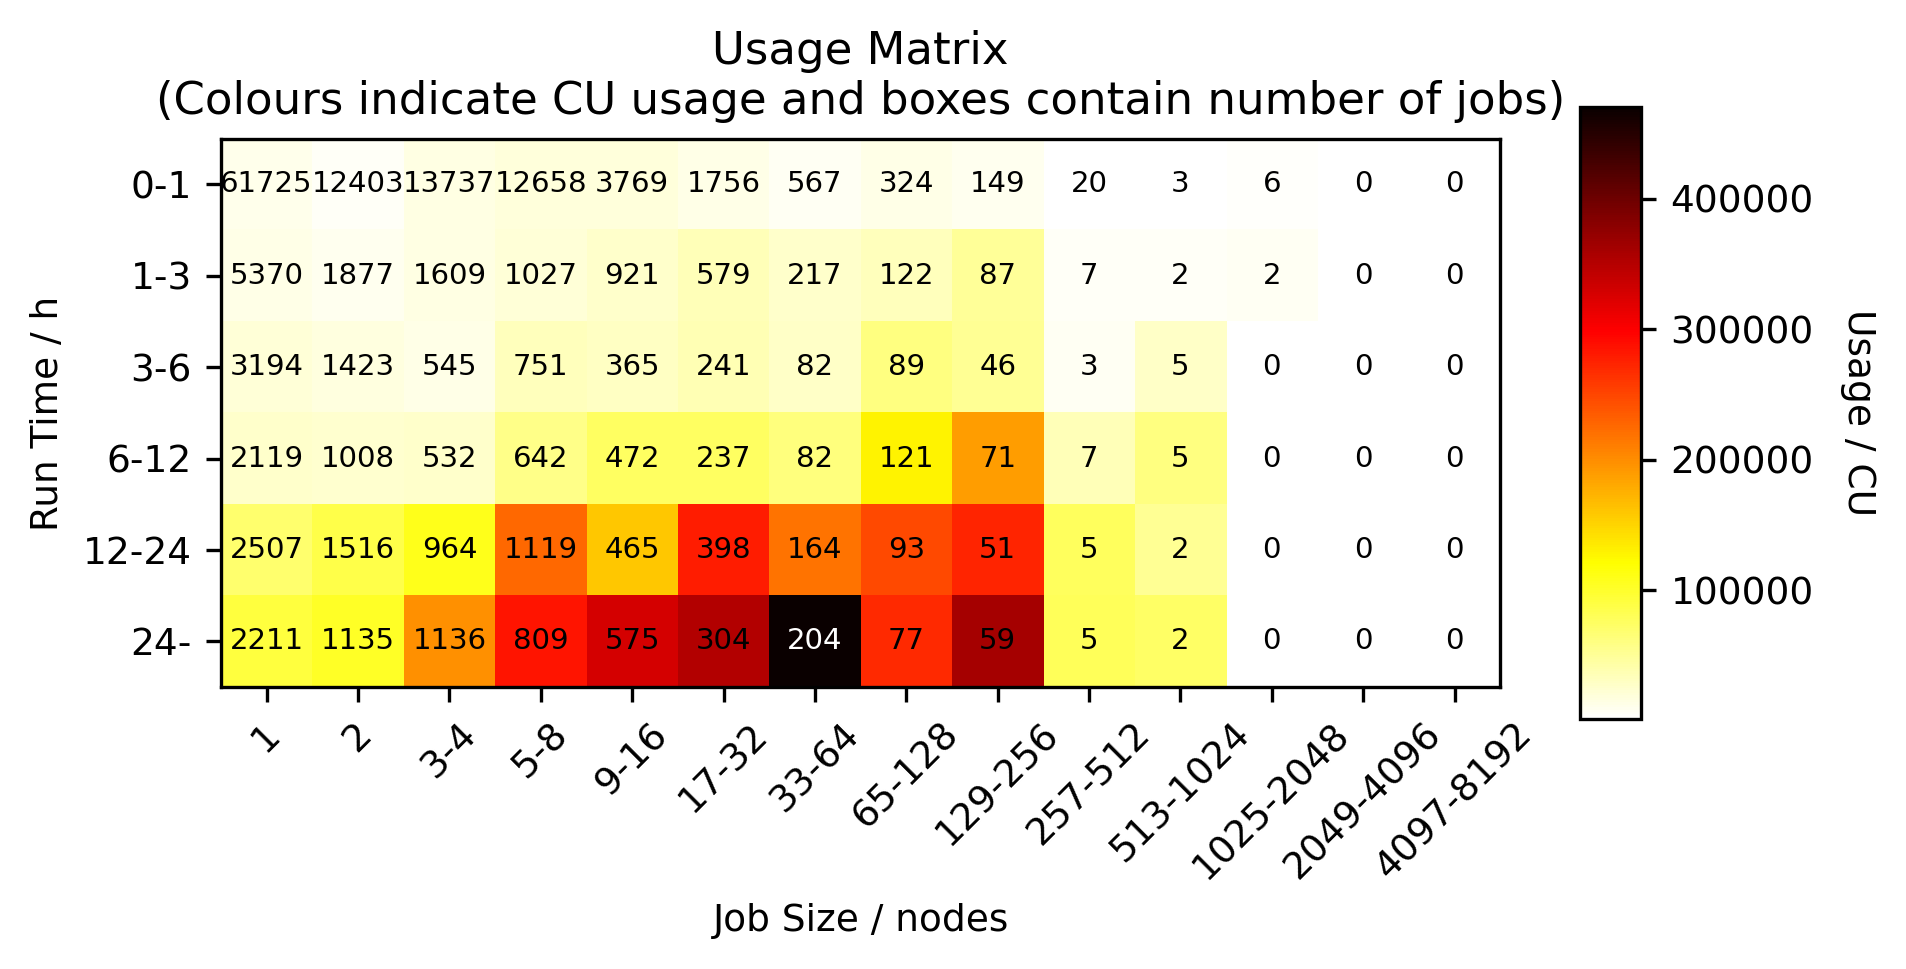 Usage Matrix
(Colours indicate CU usage and boxes contain number of jobs)
Run Time / h
0-1 61725 12403 13737 12658 3769 1756 567 324 149 20 3 6 0 0
1-3 5370 1877 1609 1027 921 579 217 122 87 7 2 2 0 0
3-6 3194 1423 545 751 365 241 82 89 46 3 5 0 0 0
6-12 2119 1008 532 642 472 237 82 121 71 7 5 0 0 0
12-24 2507 1516 964 1119 465 398 164 93 51 5 2 0 0 0
24- 2211 1135 1136 809 575 304 204 77 59 5 2 0 0 0
1 2 3-4 5-8 9-16 17-32 33-64 65-128 129-256 257-512 513-1024 1025-2048 2049-4096 4097-8192
Job Size / nodes
400000
300000
200000
100000
Usage / CU